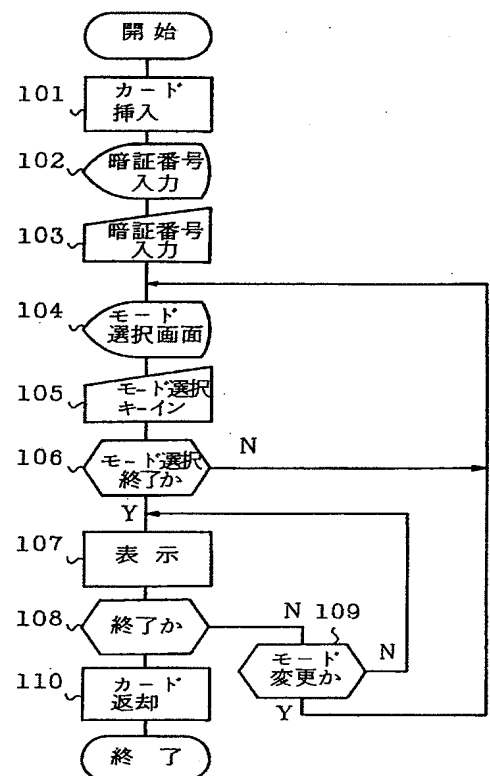 開始
101
カード
挿入
102
暗証番号
入力
103
暗証番号
入力
104
モード
選択画面
105
モード選択
キーイン
106
モード選択
終了か
N
Y
107
表示
108
終了か
N
109
モード
変更か
N
Y
110
カード
返却
終了